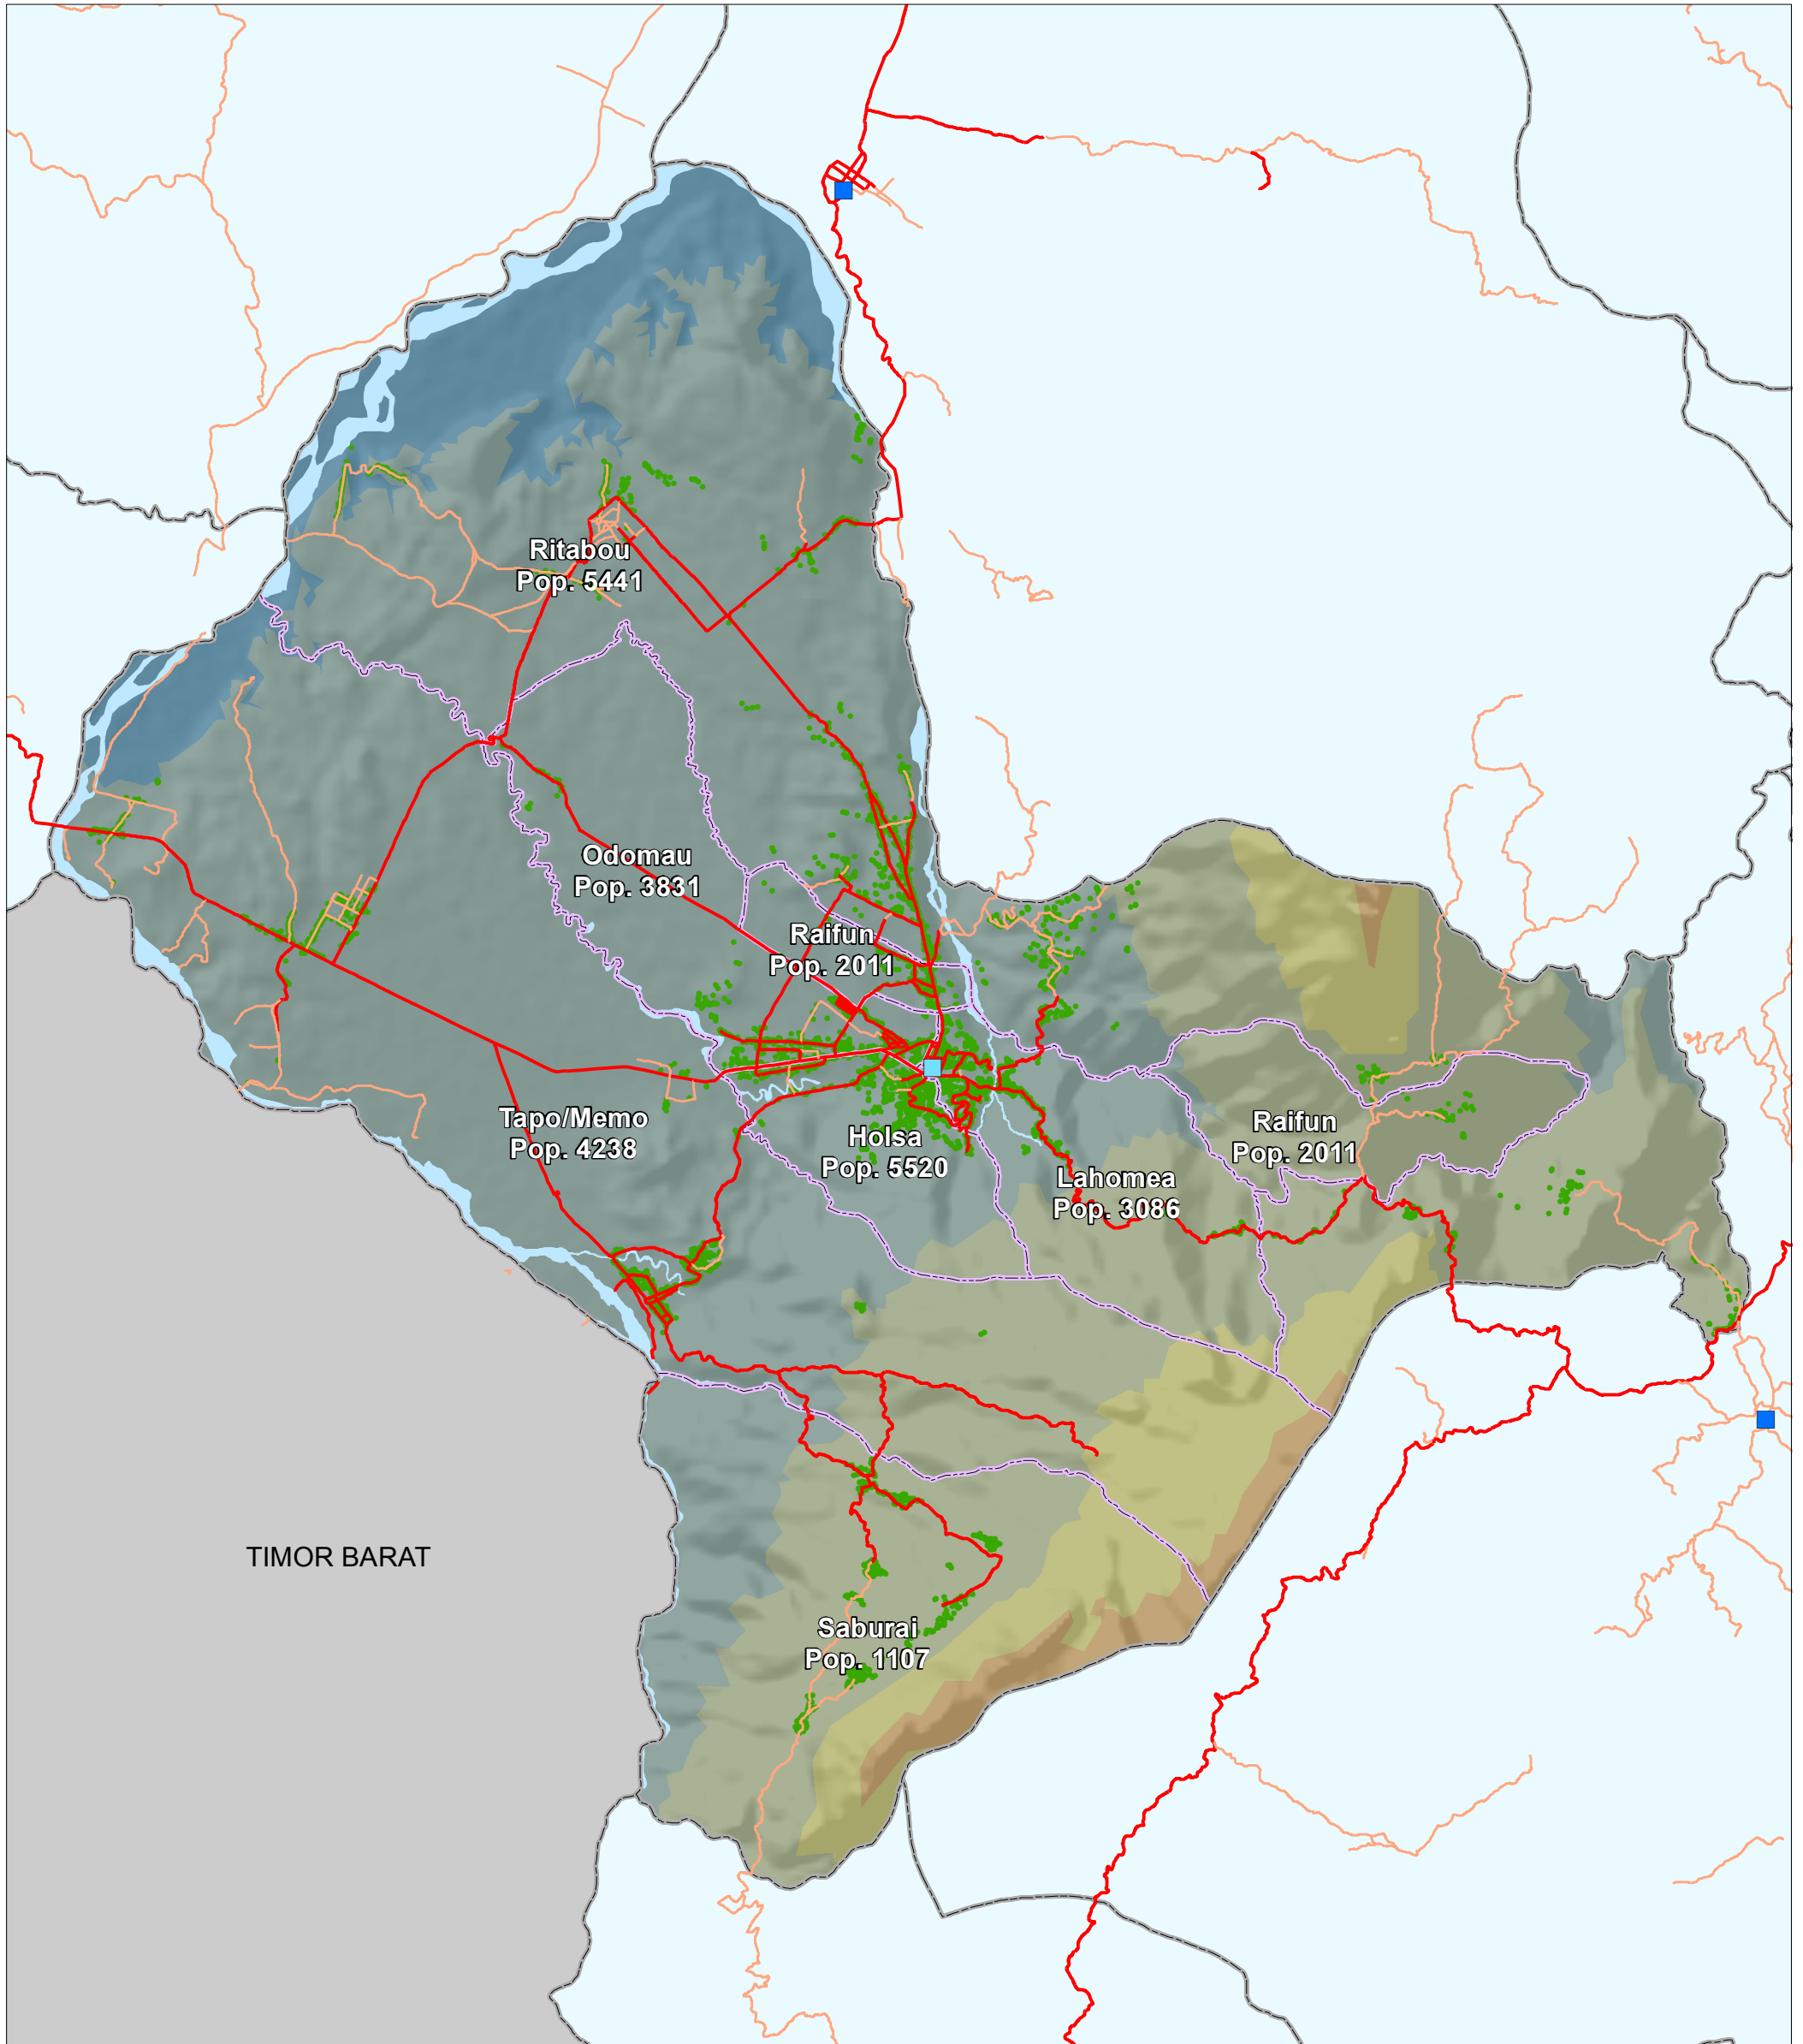 Ritabou
Pop. 5441
Odomau
Pop. 3831
Raifun
Pop. 2011
Tapo/Memo
Pop. 4238
Holsa
Pop. 5520
Raifun
Pop. 2011
Lahomea
Pop. 3086
TIMOR BARAT
Saburai
Pop. 1107